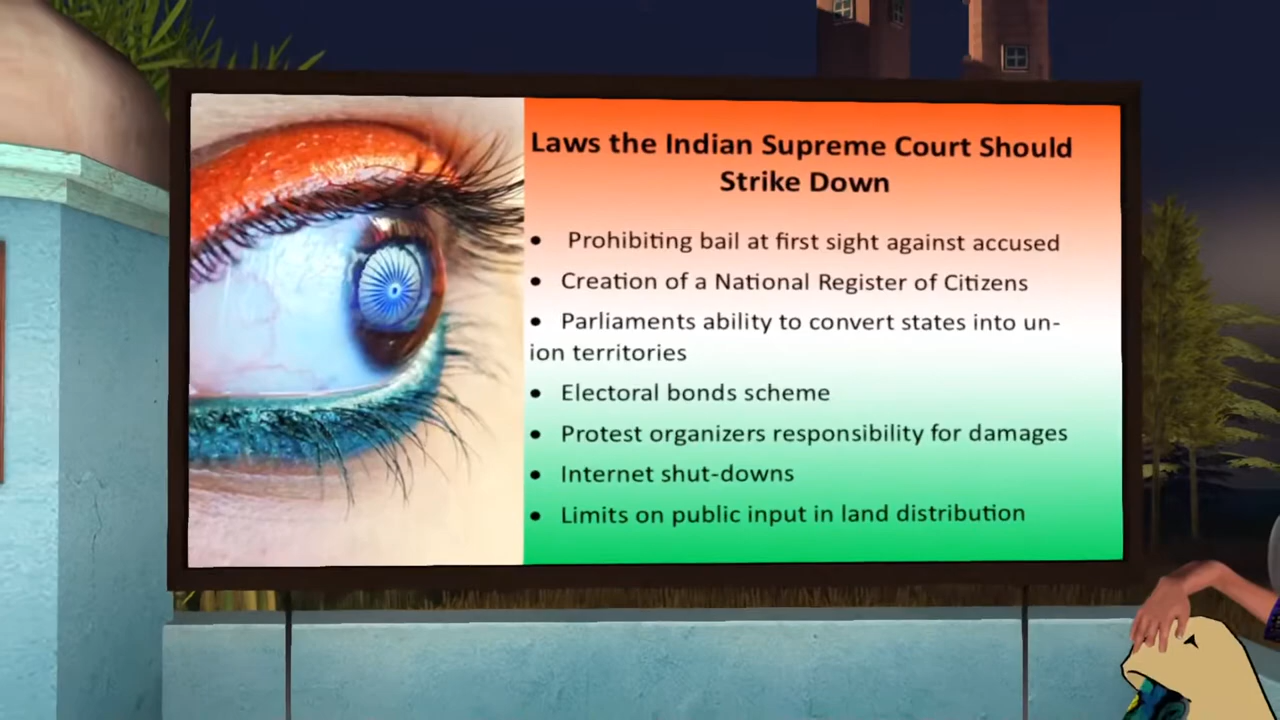 Laws the Indian Supreme Court Should
Strike Down
• Prohibiting bail at first sight against accused
• Creation of a National Register of Citizens
• Parliaments ability to convert states into un-
ion territories
• Electoral bonds scheme
• Protest organizers responsibility for damages
• Internet shut-downs
• Limits on public input in land distribution